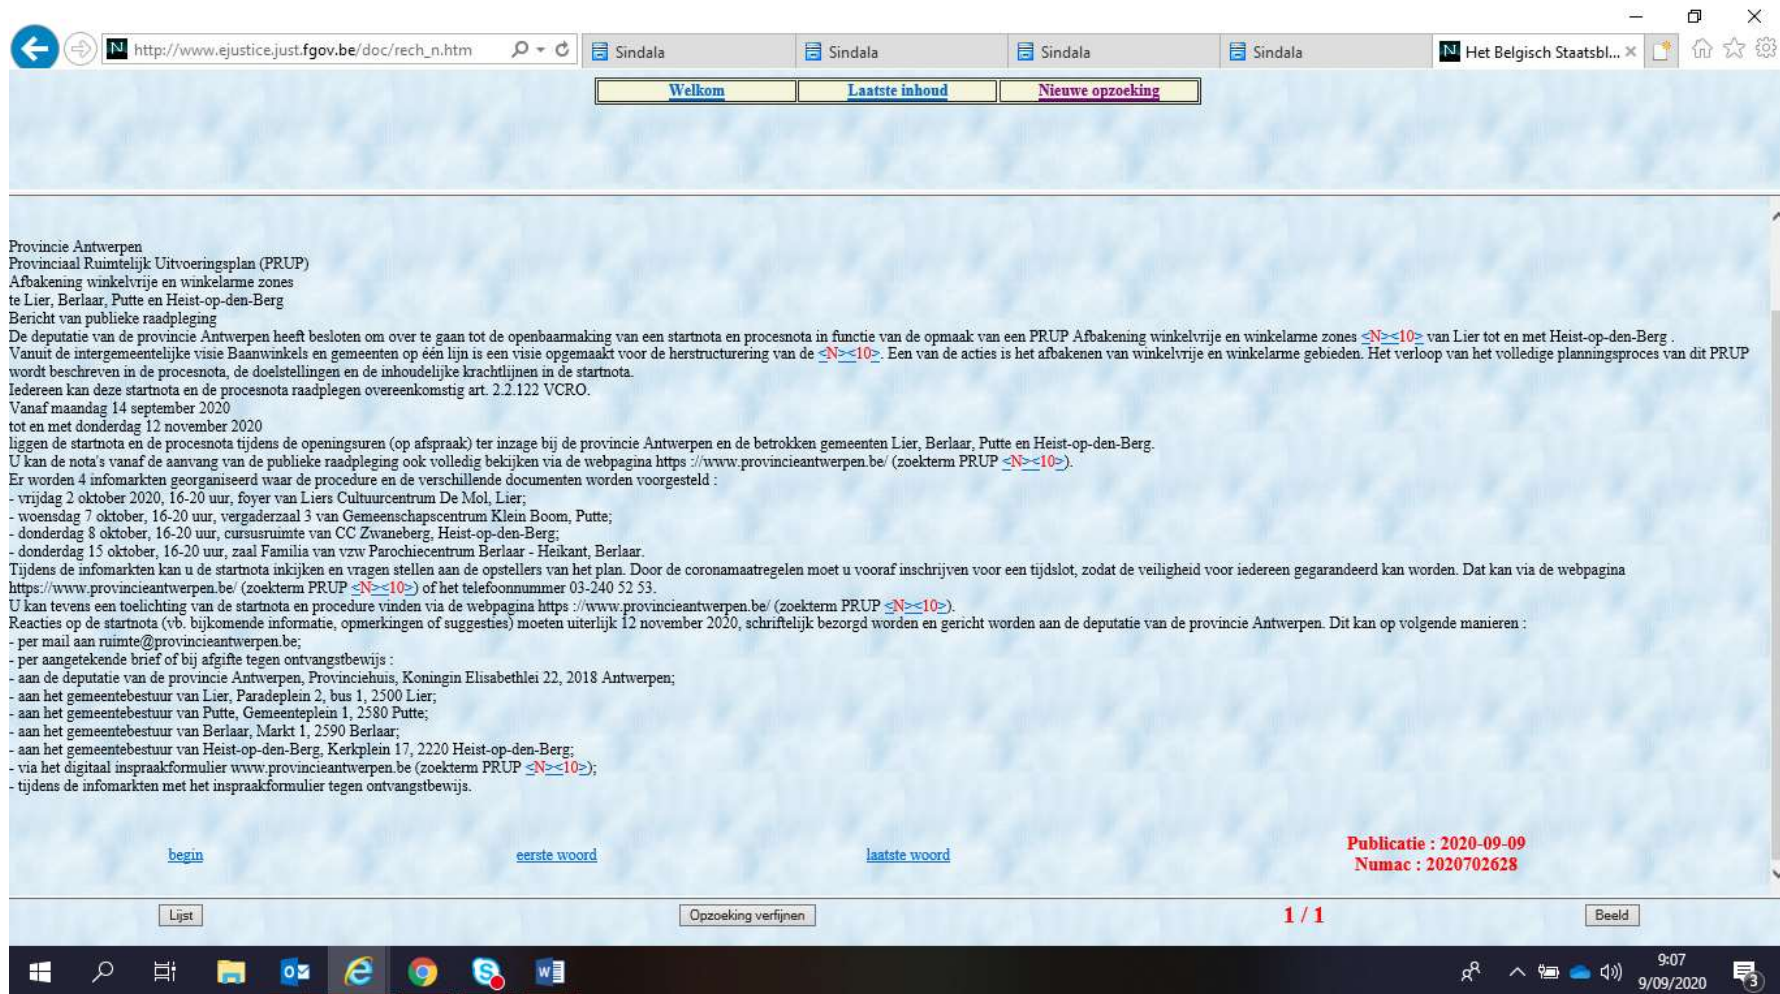 http://www.ejustice.just.fgov.be/doc/rech_n.htm
Sindala
Sindala
Sindala
Sindala
Het Belgisch Staatsbl...
Welkom
Laatste inhoud
Nieuwe opzoeking
Provincie Antwerpen
Provinciaal Ruimtelijk Uitvoeringsplan (PRUP)
Afbakening winkelvrije en winkelarme zones
te Lier, Berlaar, Putte en Heist-op-den-Berg
Bericht van publieke raadpleging
De deputatie van de provincie Antwerpen heeft besloten om over te gaan tot de openbaarmaking van een startnota en procesnota in functie van de opmaak van een PRUP Afbakening winkelvrije en winkelarme zones <N><10> van Lier tot en met Heist-op-den-Berg .
Vanuit de intergemeentelijke visie Baanwinkels en gemeenten op één lijn is een visie opgemaakt voor de herstructurering van de <N><10>. Een van de acties is het afbakenen van winkelvrije en winkelarme gebieden. Het verloop van het volledige planningsproces van dit PRUP
wordt beschreven in de procesnota, de doelstellingen en de inhoudelijke krachtlijnen in de startnota.
Iedereen kan deze startnota en de procesnota raadplegen overeenkomstig art. 2.2.122 VCRO.
Vanaf maandag 14 september 2020
tot en met donderdag 12 november 2020
liggen de startnota en de procesnota tijdens de openingsuren (op afspraak) ter inzage bij de provincie Antwerpen en de betrokken gemeenten Lier, Berlaar, Putte en Heist-op-den-Berg.
U kan de nota's vanaf de aanvang van de publieke raadpleging ook volledig bekijken via de webpagina https ://www.provincieantwerpen.be/ (zoekterm PRUP <N><10>).
Er worden 4 infomarkten georganiseerd waar de procedure en de verschillende documenten worden voorgesteld :
- vrijdag 2 oktober 2020, 16-20 uur, foyer van Liers Cultuurcentrum De Mol, Lier;
- woensdag 7 oktober, 16-20 uur, vergaderzaal 3 van Gemeenschapscentrum Klein Boom, Putte;
- donderdag 8 oktober, 16-20 uur, cursusruimte van CC Zwaneberg, Heist-op-den-Berg;
- donderdag 15 oktober, 16-20 uur, zaal Familia van vzw Parochiecentrum Berlaar - Heikant, Berlaar.
Tijdens de infomarkten kan u de startnota inkijken en vragen stellen aan de opstellers van het plan. Door de coronamaatregelen moet u vooraf inschrijven voor een tijdslot, zodat de veiligheid voor iedereen gegarandeerd kan worden. Dat kan via de webpagina
https://www.provincieantwerpen.be/ (zoekterm PRUP <N><10>) of het telefoonnummer 03-240 52 53.
U kan tevens een toelichting van de startnota en procedure vinden via de webpagina https ://www.provincieantwerpen.be/ (zoekterm PRUP <N><10>).
Reacties op de startnota (vb. bijkomende informatie, opmerkingen of suggesties) moeten uiterlijk 12 november 2020, schriftelijk bezorgd worden en gericht worden aan de deputatie van de provincie Antwerpen. Dit kan op volgende manieren :
- per mail aan ruimte@provincieantwerpen.be;
- per aangetekende brief of bij afgifte tegen ontvangstbewijs :
- aan de deputatie van de provincie Antwerpen, Provinciehuis, Koningin Elisabethlei 22, 2018 Antwerpen;
- aan het gemeentebestuur van Lier, Paradeplein 2, bus 1, 2500 Lier;
- aan het gemeentebestuur van Putte, Gemeenteplein 1, 2580 Putte;
- aan het gemeentebestuur van Berlaar, Markt 1, 2590 Berlaar;
- aan het gemeentebestuur van Heist-op-den-Berg, Kerkplein 17, 2220 Heist-op-den-Berg;
- via het digitaal inspraakformulier www.provincieantwerpen.be (zoekterm PRUP <N><10>);
- tijdens de infomarkten met het inspraakformulier tegen ontvangstbewijs.
begin
eerste woord
laatste woord
Publicatie : 2020-09-09
Numac : 2020702628
Lijst
Opzoeking verfijnen
1 / 1
Beeld
9:07
9/09/2020
3